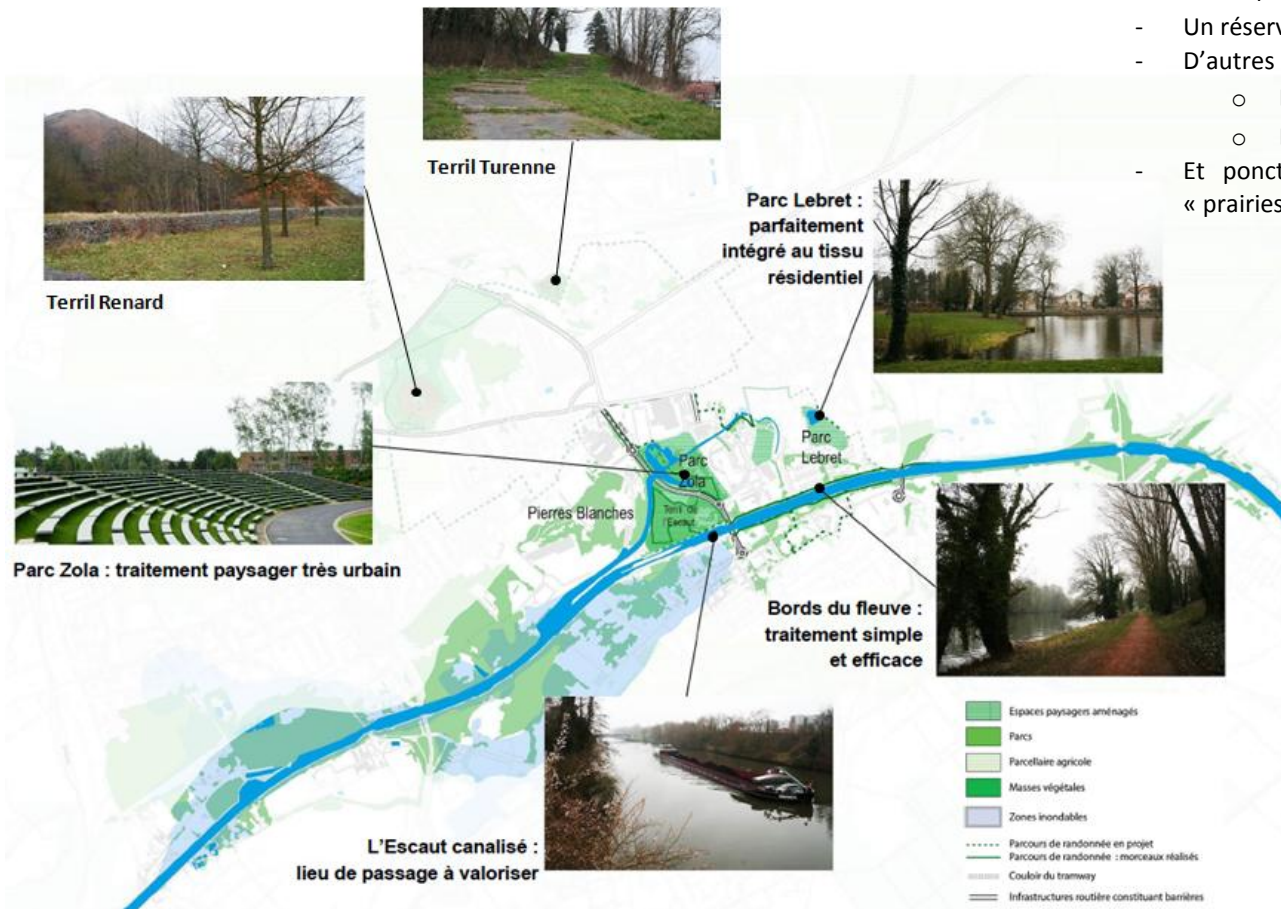 - Un réserv
- D'autres
o
o
- Et ponct
« prairies
Terril Turenne
Terril Renard
Parc Lebret :
parfaitement
intégré au tissu
résidentiel
Parc
Lebret
Parc
Zola
Terril de
l'Escaut
Pierres Blanches
Parc Zola : traitement paysager très urbain
Bords du fleuve :
traitement simple
et efficace
L'Escaut canalisé :
lieu de passage à valoriser
Espaces paysagers aménagés
Parcs
Parcellaire agricole
Masses végétales
Zones inondables
Parcours de randonnée en projet
Parcours de randonnée : morceaux réalisés
Couloir du tramway
Infrastructures routière constituant barrières